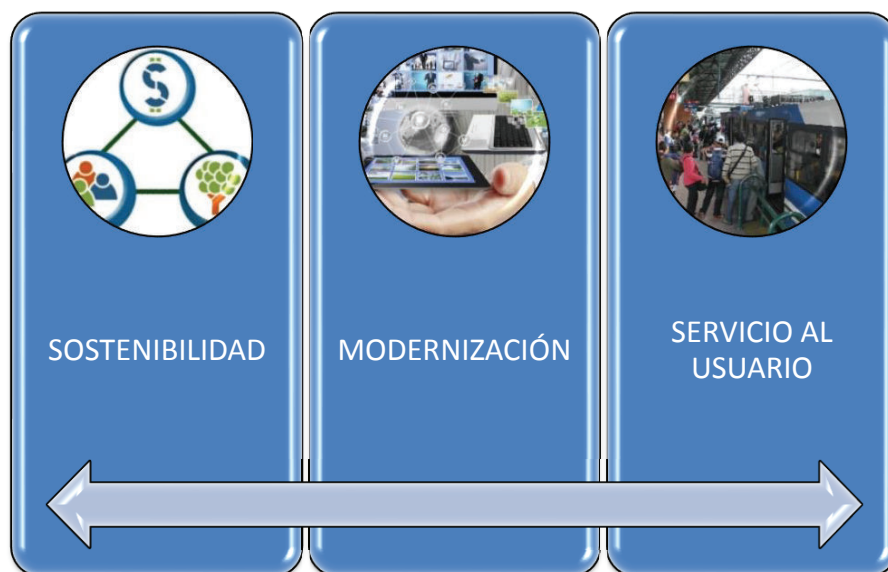 SOSTENIBILIDAD
MODERNIZACIÓN
SERVICIO AL
USUARIO